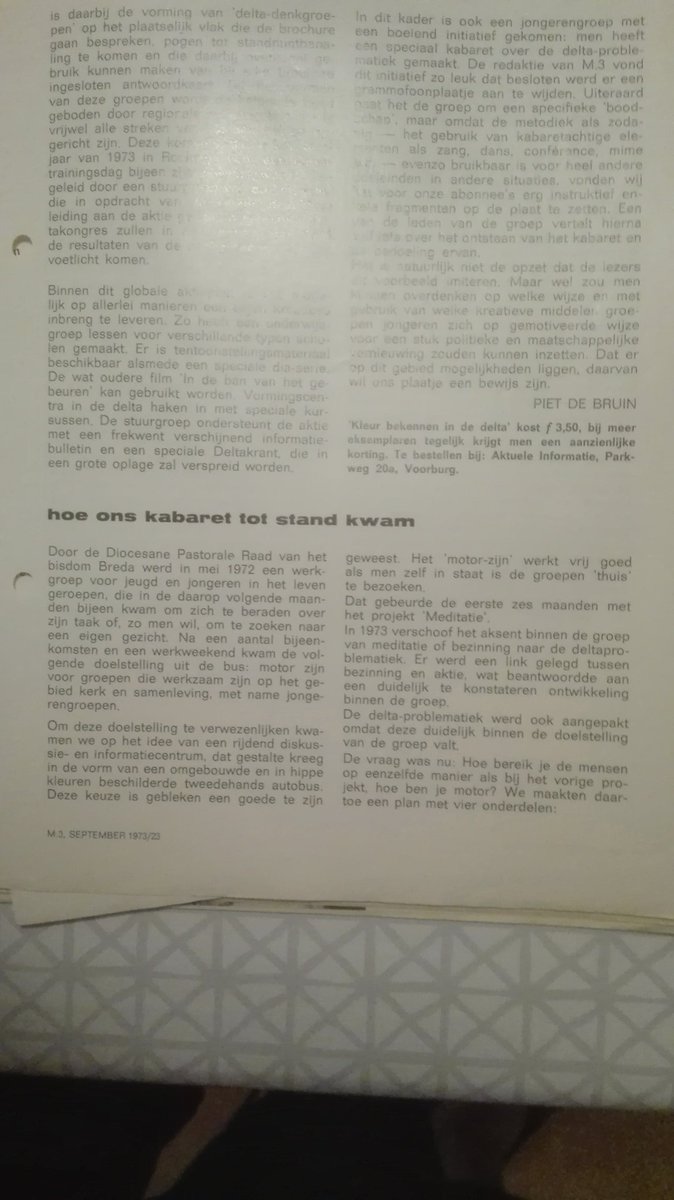 is daarbij de vorming van 'delta-denkgroe-
pen' op het plaatselijk vlak die de brochure
gaan bespreken, pogen tot standpuntbepa-
ling te komen en die daarbij
bruik kunnen maken van
ingesloten
van deze groepen
geboden door
vrijwel alle streken
gericht zijn. Deze
jaar van 1973 in
trainingsdag bijeen
geleid door een
die in opdracht
leiding aan de aktie
takongres zullen in
de resultaten van de
voetlicht komen.
Binnen dit globale
lijk op allerlei manieren
inbreng te leveren. Zo heeft een
groep lessen voor verschillende typen scho-
len gemaakt. Er is tentoonstellingsmateriaal
beschikbaar alsmede een speciale dia-serie.
De wat oudere film 'In de ban van het ge-
beuren' kan gebruikt worden. Vormingscen-
tra in de delta haken in met speciale kur-
sussen. De stuurgroep ondersteunt de aktie
met een frekwent verschijnend informatie-
bulletin en een speciale Deltakrant, die in
een grote oplage zal verspreid worden.
In dit kader is ook een jongerengroep met
een boeiend initiatief gekomen: men heeft
een speciaal kabaret over de delta-proble-
matiek gemaakt. De redaktie van M.3 vond
dit initiatief zo leuk dat besloten werd er een
grammofoonplaatje aan te wijden. Uiteraard
gaat het de groep om een specifieke 'bood-
schap', maar omdat de metodiek als zoda-
nig — het gebruik van kabaretachtige ele-
menten als zang, dans, conférance, mime
e.a. — evenzo bruikbaar is voor heel andere
doeleinden in andere situaties, vonden wij
het voor onze abonnee's erg instruktief en-
kele fragmenten op de plaat te zetten. Een
van de leden van de groep vertelt hierna
over het ontstaan van het kabaret en
de bedoeling ervan.
Het is natuurlijk niet de opzet dat de lezers
dit voorbeeld imiteren. Maar wel zou men
kunnen overdenken op welke wijze en met
gebruik van welke kreatieve middelen groe-
pen jongeren zich op gemotiveerde wijze
voor een stuk politieke en maatschappelijke
vernieuwing zouden kunnen inzetten. Dat er
op dit gebied mogelijkheden liggen, daarvan
wil ons plaatje een bewijs zijn.
PIET DE BRUIN
'Kleur bekennen in de delta' kost ƒ 3,50, bij meer
eksemplaren tegelijk krijgt men een aanzienlijke
korting. Te bestellen bij: Aktuele Informatie, Park-
weg 20a, Voorburg.
hoe ons kabaret tot stand kwam
Door de Diocesane Pastorale Raad van het
bisdom Breda werd in mei 1972 een werk-
groep voor jeugd en jongeren in het leven
geroepen, die in de daarop volgende maan-
den bijeen kwam om zich te beraden over
zijn taak of, zo men wil, om te zoeken naar
een eigen gezicht. Na een aantal bijeen-
komsten en een werkweekend kwam de vol-
gende doelstelling uit de bus: motor zijn
voor groepen die werkzaam zijn op het ge-
bied kerk en samenleving, met name jonge-
rengroepen.
Om deze doelstelling te verwezenlijken kwa-
men we op het idee van een rijdend diskus-
sie- en informatiecentrum, dat gestalte kreeg
in de vorm van een omgebouwde en in hippe
kleuren beschilderde tweedehands autobus.
Deze keuze is gebleken een goede te zijn
geweest. Het 'motor-zijn' werkt vrij goed
als men zelf in staat is de groepen 'thuis'
te bezoeken.
Dat gebeurde de eerste zes maanden met
het projekt 'Meditatie'.
In 1973 verschoof het aksent binnen de groep
van meditatie of bezinning naar de deltapro-
blematiek. Er werd een link gelegd tussen
bezinning en aktie, wat beantwoordde aan
een duidelijk te konstateren ontwikkeling
binnen de groep.
De delta-problematiek werd ook aangepakt
omdat deze duidelijk binnen de doelstelling
van de groep valt.
De vraag was nu: Hoe bereik je de mensen
op eenzelfde manier als bij het vorige pro-
jekt, hoe ben je motor? We maakten daar-
toe een plan met vier onderdelen:
M 3, SEPTEMBER 1973/23